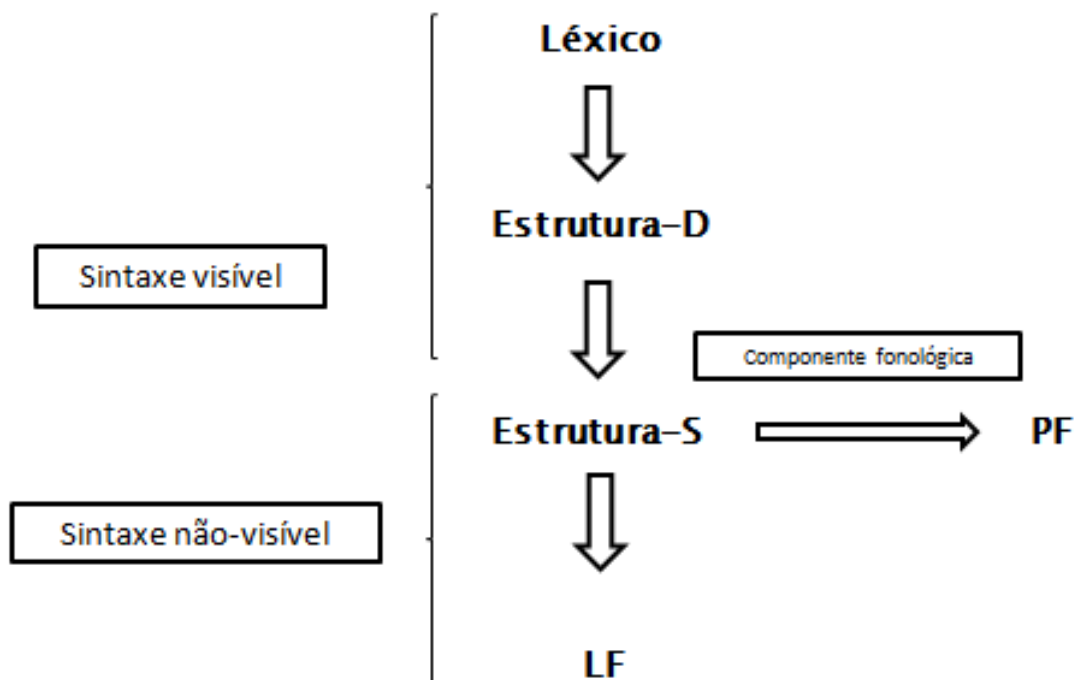 Léxico
Estrutura-D
Sintaxe visível
Componente fonológica
Estrutura-S
PF
Sintaxe não-visível
LF